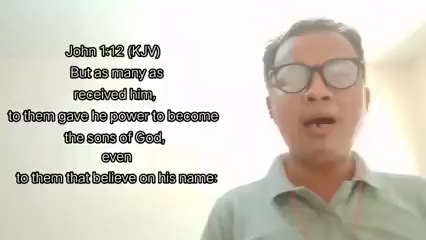 John 1:12 (KJV)
But as many as
received him,
to them gave he power to become
the sons of God,
even
to them that believe on his name: